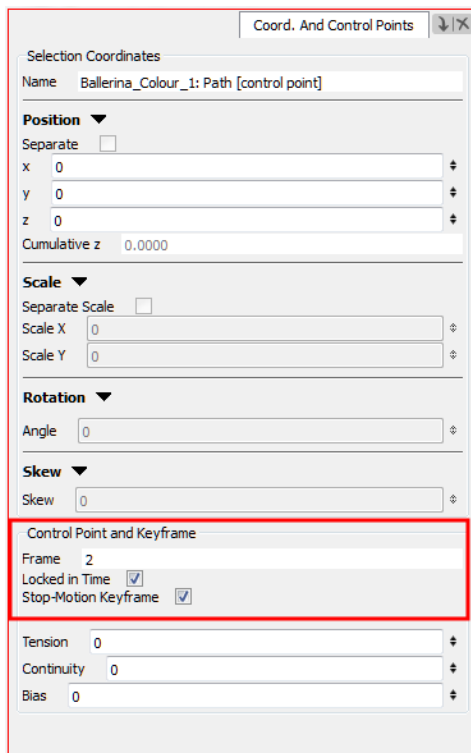 Coord. And Control Points
Selection Coordinates
Name Ballerina_Colour_1: Path [control point]
Position
Separate
x 0
y 0
z 0
Cumulative z 0.0000
Scale
Separate Scale
Scale X 0
Scale Y 0
Rotation
Angle 0
Skew
Skew 0
Control Point and Keyframe
Frame 2
Locked in Time
Stop-Motion Keyframe
Tension 0
Continuity 0
Bias 0